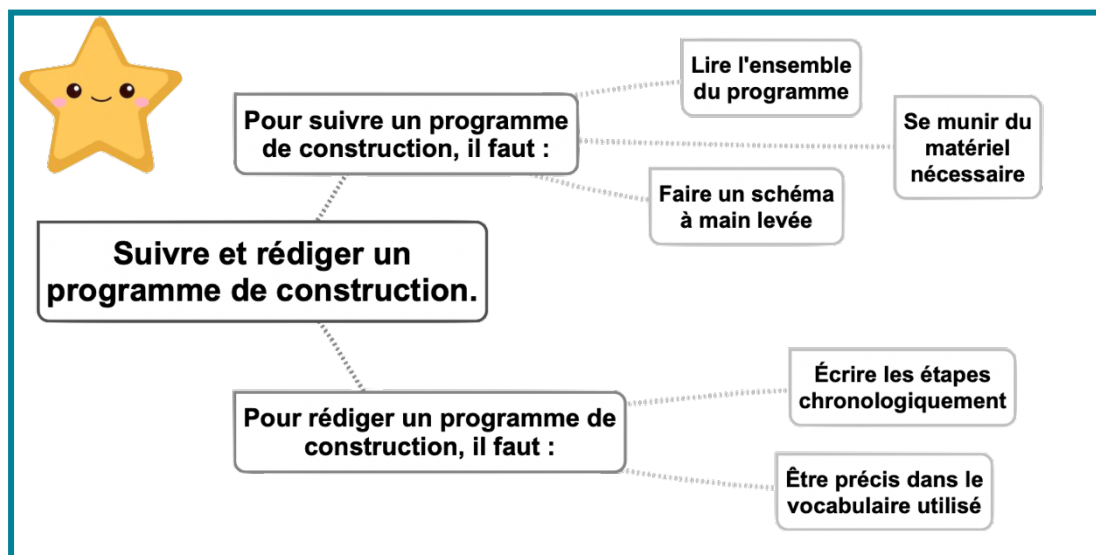 Pour suivre un programme
de construction, il faut :
Lire l'ensemble
du programme
Se munir du
matériel
nécessaire
Faire un schéma
à main levée
Suivre et rédiger un
programme de construction.
Pour rédiger un programme de
construction, il faut :
Écrire les étapes
chronologiquement
Être précis dans le
vocabulaire utilisé